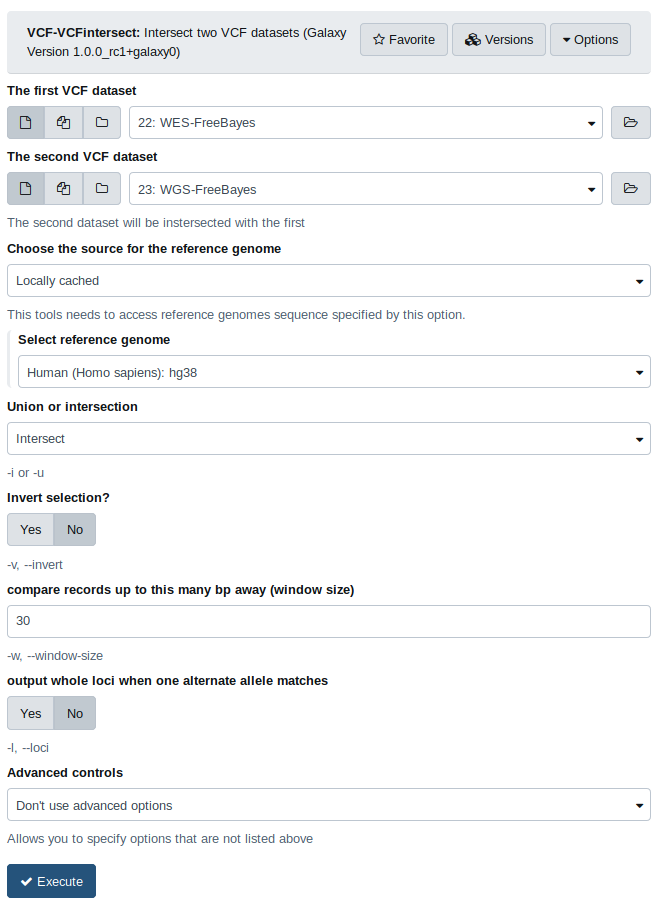 VCF-VCFintersect: Intersect two VCF datasets (Galaxy Version 1.0.0_rc1+galaxy0)
Favorite
Versions
Options
The first VCF dataset
22: WES-FreeBayes
The second VCF dataset
23: WGS-FreeBayes
The second dataset will be instersected with the first
Choose the source for the reference genome
Locally cached
This tools needs to access reference genomes sequence specified by this option.
Select reference genome
Human (Homo sapiens): hg38
Union or intersection
Intersect
-i or -u
Invert selection?
Yes No
-v, --invert
compare records up to this many bp away (window size)
30
-w, --window-size
output whole loci when one alternate allele matches
Yes No
-l, --loci
Advanced controls
Don't use advanced options
Allows you to specify options that are not listed above
Execute